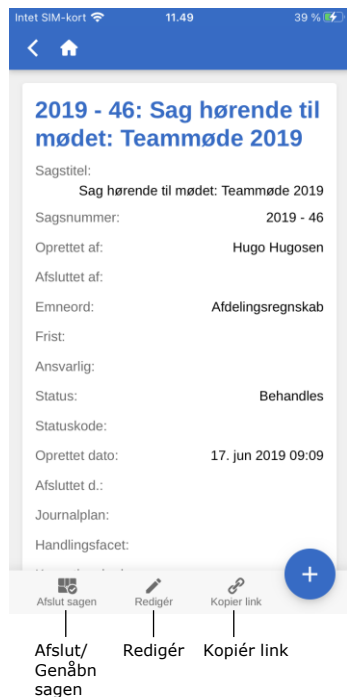 Intet SIM-kort 11.49 39 %
2019 - 46: Sag hørende til
mødet: Teammøde 2019
Sagstitel:
Sag hørende til mødet: Teammøde 2019
Sagsnummer: 2019 - 46
Oprettet af: Hugo Hugosen
Afsluttet af:
Emneord: Afdelingsregnskab
Frist:
Ansvarlig:
Status: Behandles
Statuskode:
Oprettet dato: 17. jun 2019 09:09
Afsluttet d.:
Journalplan:
Handlingsfacet:
Afslut sagen Redigér Kopier link
Afslut/ Redigér Kopiér link
Genåbn
sagen